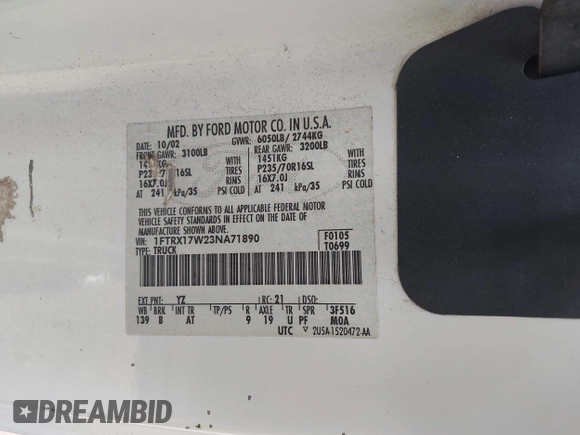 MFD. BY FORD MOTOR CO. IN U.S.A.
DATE: 10/02 GVWR: 6050LB/ 2744KG
FRONT GAWR: 3100LB REAR GAWR: 3200LB
WITH 1451KG WITH
TIRES P235/70R16SL TIRES
16X7.0J RIMS 16X7.0J RIMS
AT 241 kPa/35 PSI COLD AT 241 kPa/35 PSI COLD
THIS VEHICLE CONFORMS TO ALL APPLICABLE FEDERAL MOTOR
VEHICLE SAFETY STANDARDS IN EFFECT ON THE DATE OF
MANUFACTURE SHOWN ABOVE.
VIN: 1FTRX17W23NA71890 F0105
TYPE: TRUCK T0699
EXT PNT: YZ RC: 21 DSO:
WB BRK INT TR TP/PS R AXLE TR SPR 3F516
139 B AT 9 19 U PF M0A
UTC 2U5A-1520472-AA
DREAMBID